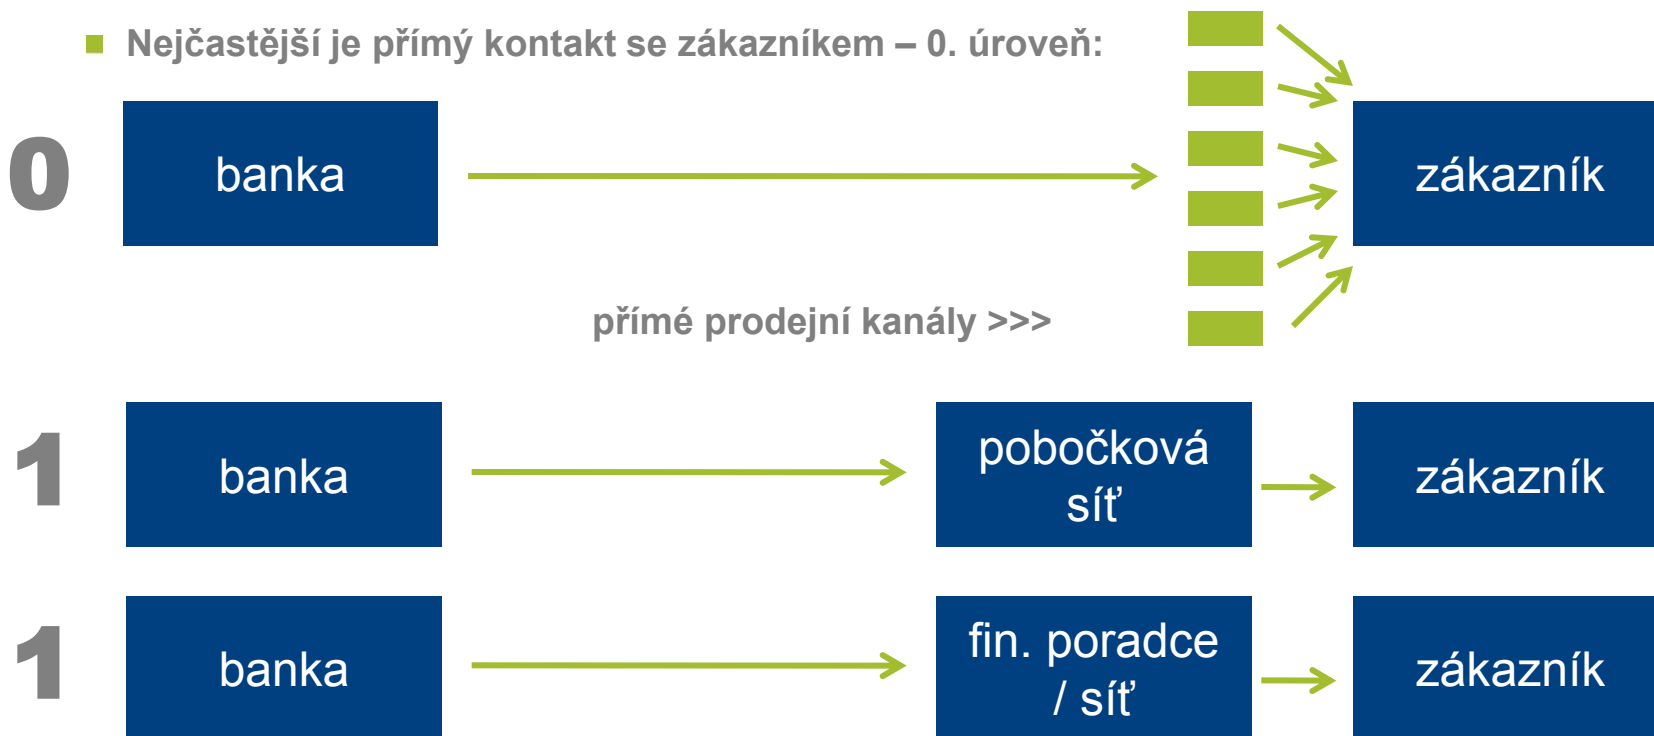 Nejčastější je přímý kontakt se zákazníkem – 0. úroveň:
0
banka
zákazník
přímé prodejní kanály >>>
1
banka
pobočková
síť
zákazník
1
banka
fin. poradce
/ síť
zákazník